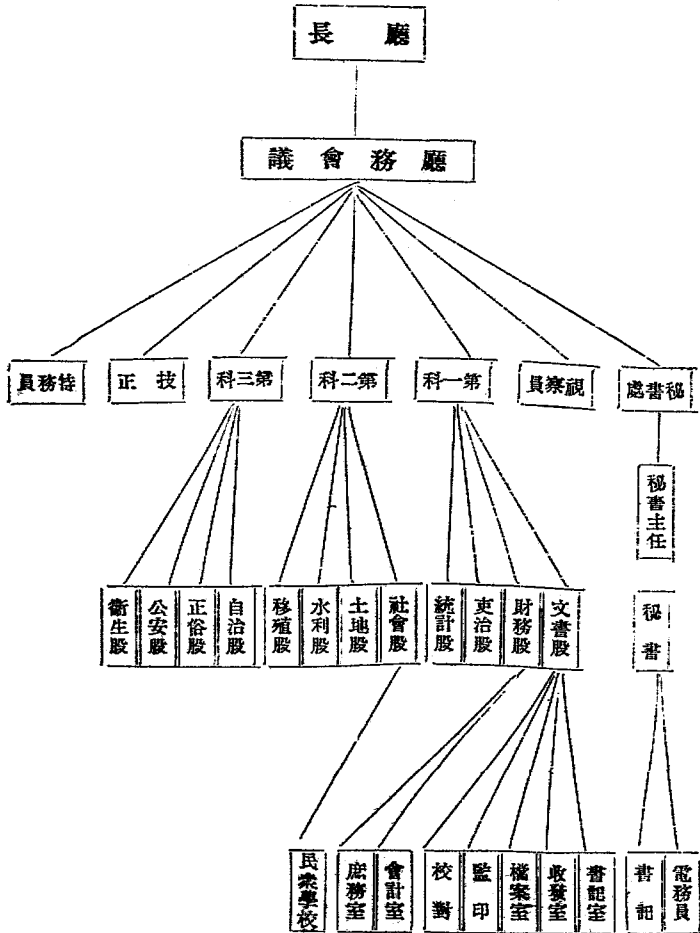 廳長
廳務會議
秘書處
視察員
第一科
第二科
第三科
技正
特務員
秘書主任
秘書
文書股
財務股
吏治股
統計股
社會股
土地股
水利股
移殖股
自治股
正俗股
公安股
衛生股
電務員
書記
書記室
收發室
檔案室
監印
校對
會計室
庶務室
民衆學校